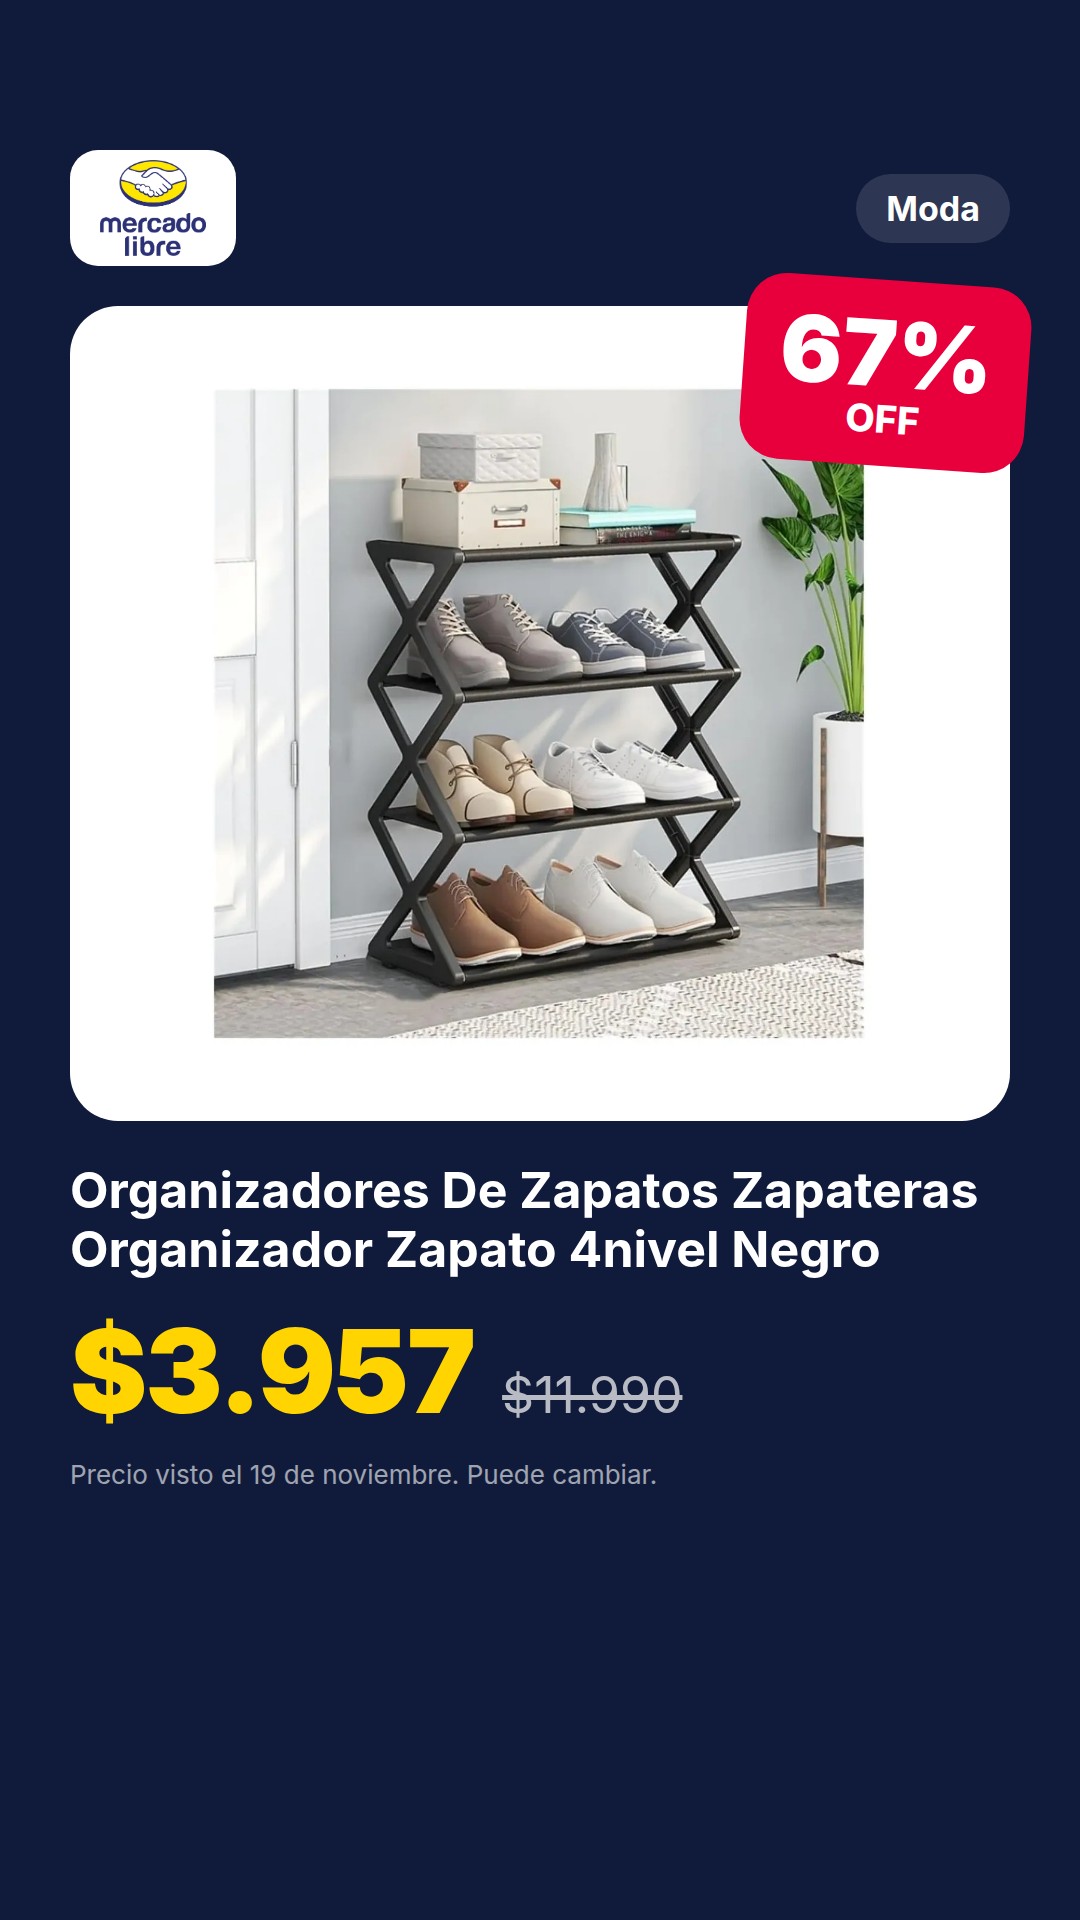 mercado
libre
Moda
67%
OFF
Organizadores De Zapatos Zapateras
Organizador Zapato 4nivel Negro
$3.957 $11.990
Precio visto el 19 de noviembre. Puede cambiar.